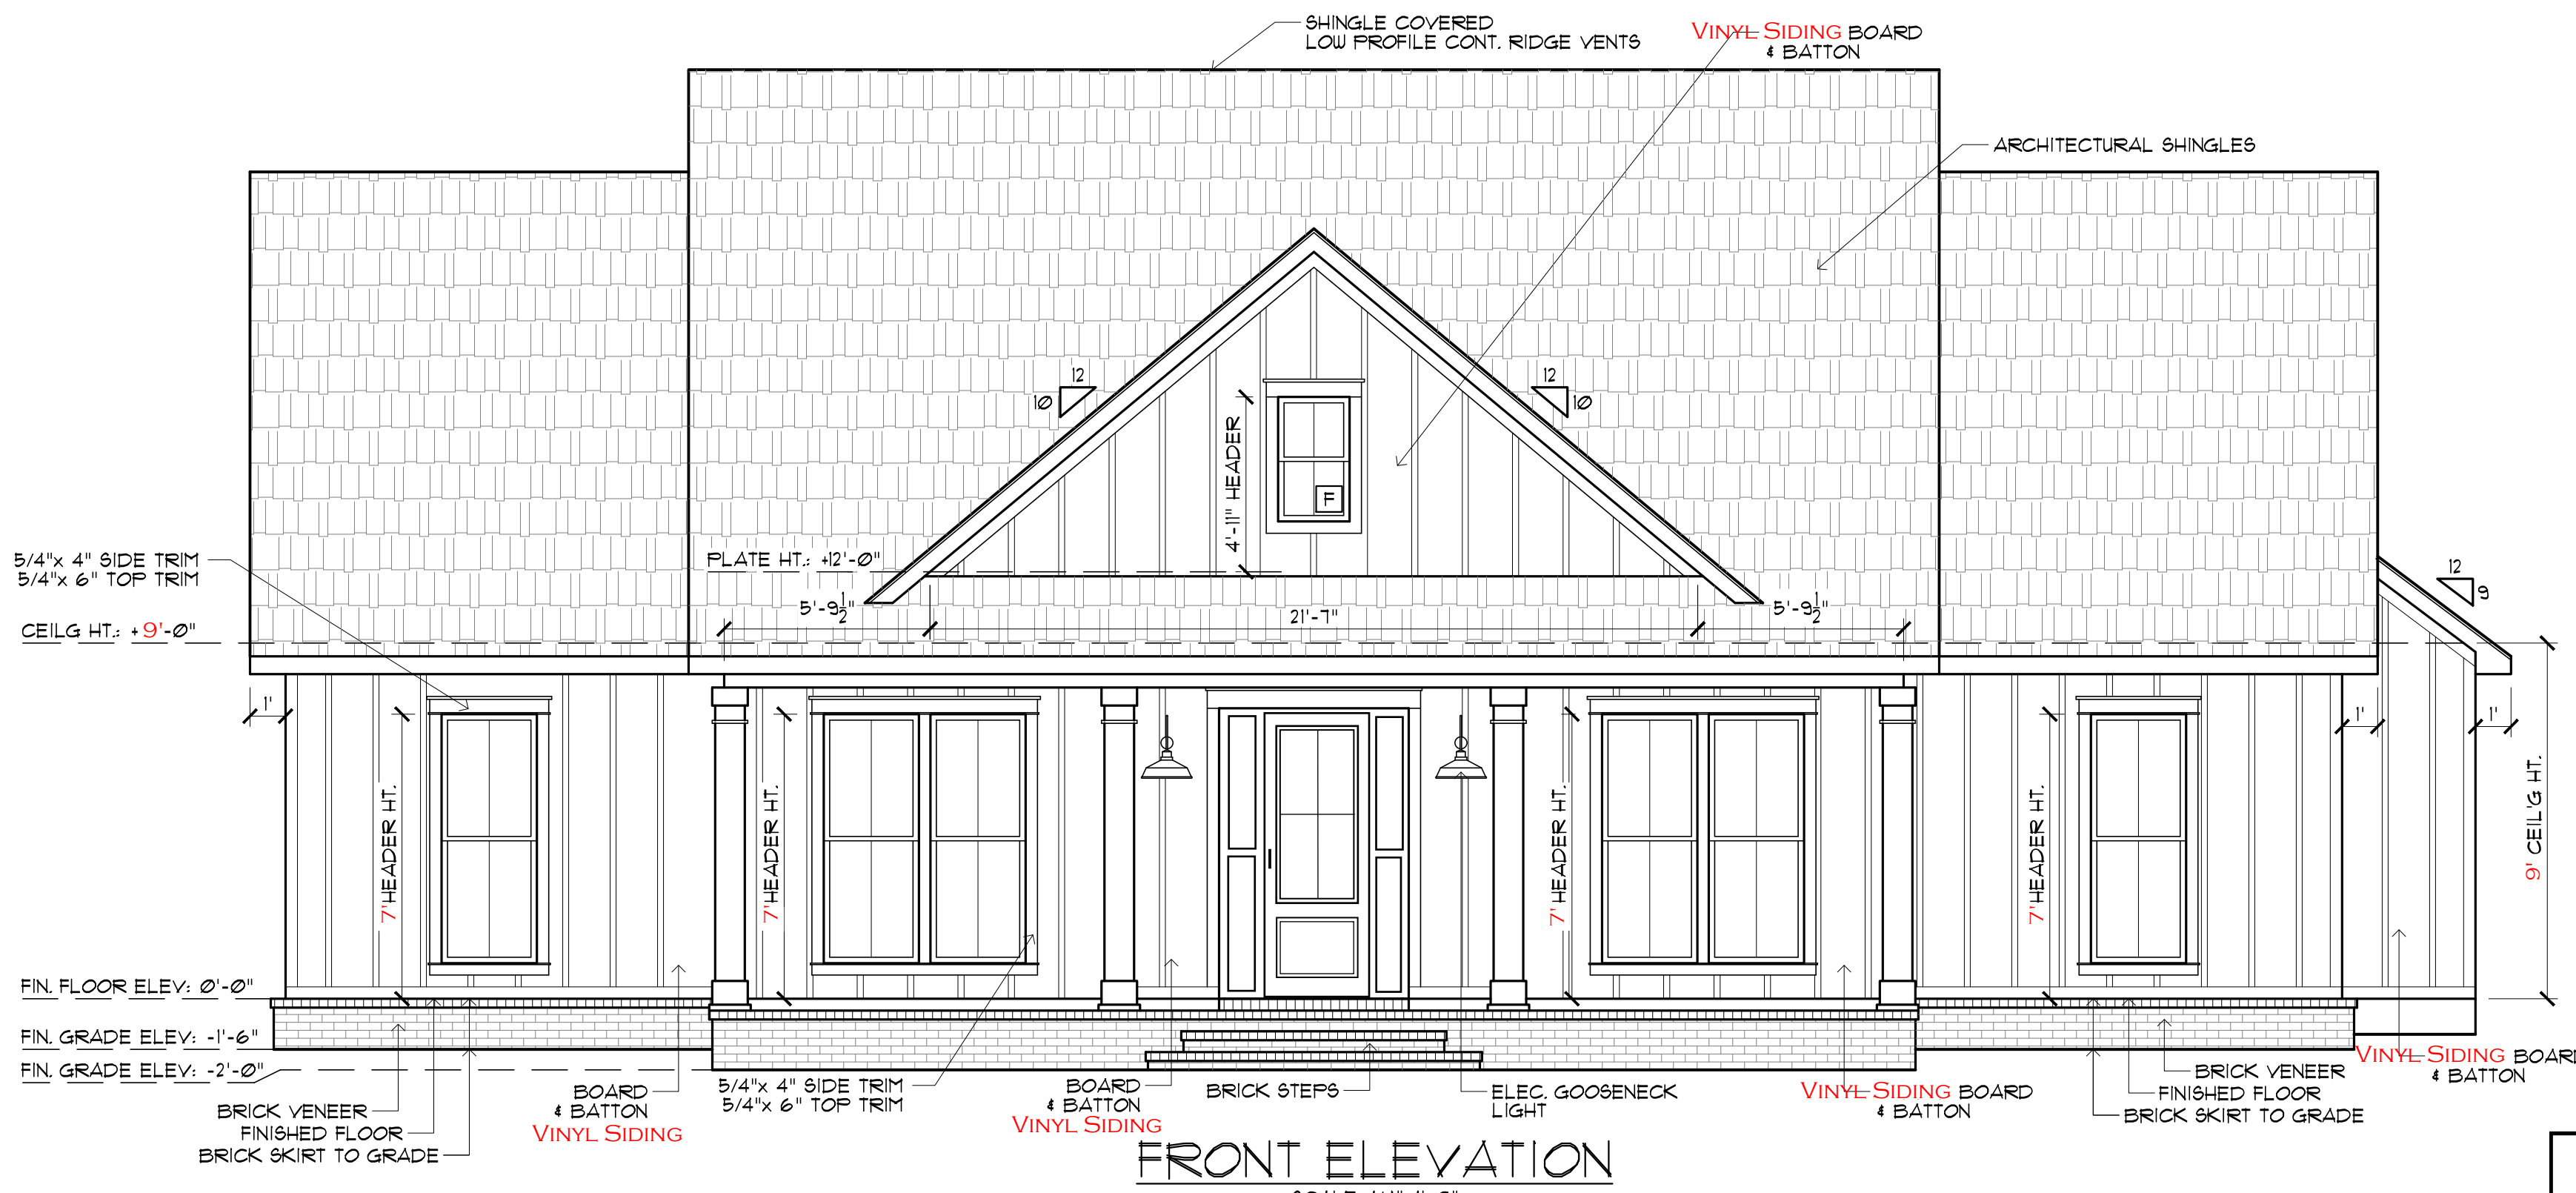 SHINGLE COVERED
LOW PROFILE CONT. RIDGE VENTS
VINYL SIDING BOARD
& BATTON
ARCHITECTURAL SHINGLES
12
10
12
10
4'-11" HEADER
F
5/4"x 4" SIDE TRIM
5/4"x 6" TOP TRIM
PLATE HT.: +12'-0"
12
9
5'-9 1/2"
21'-7"
5'-9 1/2"
CEILG HT.: +9'-0"
1'
1'
1'
7' HEADER HT.
7' HEADER HT.
7' HEADER HT.
7' HEADER HT.
9' CEIL'G HT.
FIN. FLOOR ELEV: 0'-0"
FIN. GRADE ELEV: -1'-6"
FIN. GRADE ELEV: -2'-0"
BRICK VENEER
FINISHED FLOOR
BRICK SKIRT TO GRADE
BOARD
& BATTON
VINYL SIDING
5/4"x 4" SIDE TRIM
5/4"x 6" TOP TRIM
BOARD
& BATTON
VINYL SIDING
BRICK STEPS
ELEC. GOOSENECK
LIGHT
VINYL SIDING BOARD
& BATTON
VINYL SIDING BOARD
& BATTON
BRICK VENEER
FINISHED FLOOR
BRICK SKIRT TO GRADE
FRONT ELEVATION